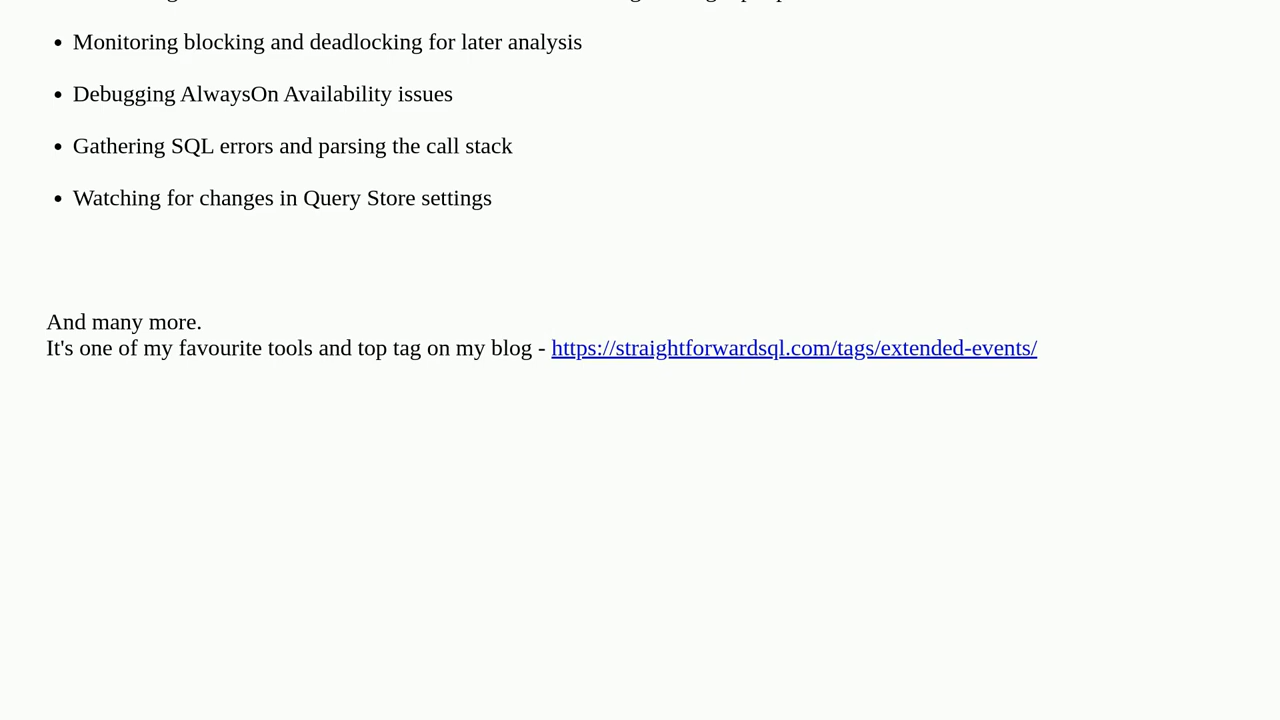 Monitoring blocking and deadlocking for later analysis
Debugging AlwaysOn Availability issues
Gathering SQL errors and parsing the call stack
Watching for changes in Query Store settings
And many more.
It's one of my favourite tools and top tag on my blog - https://straightforwardsql.com/tags/extended-events/